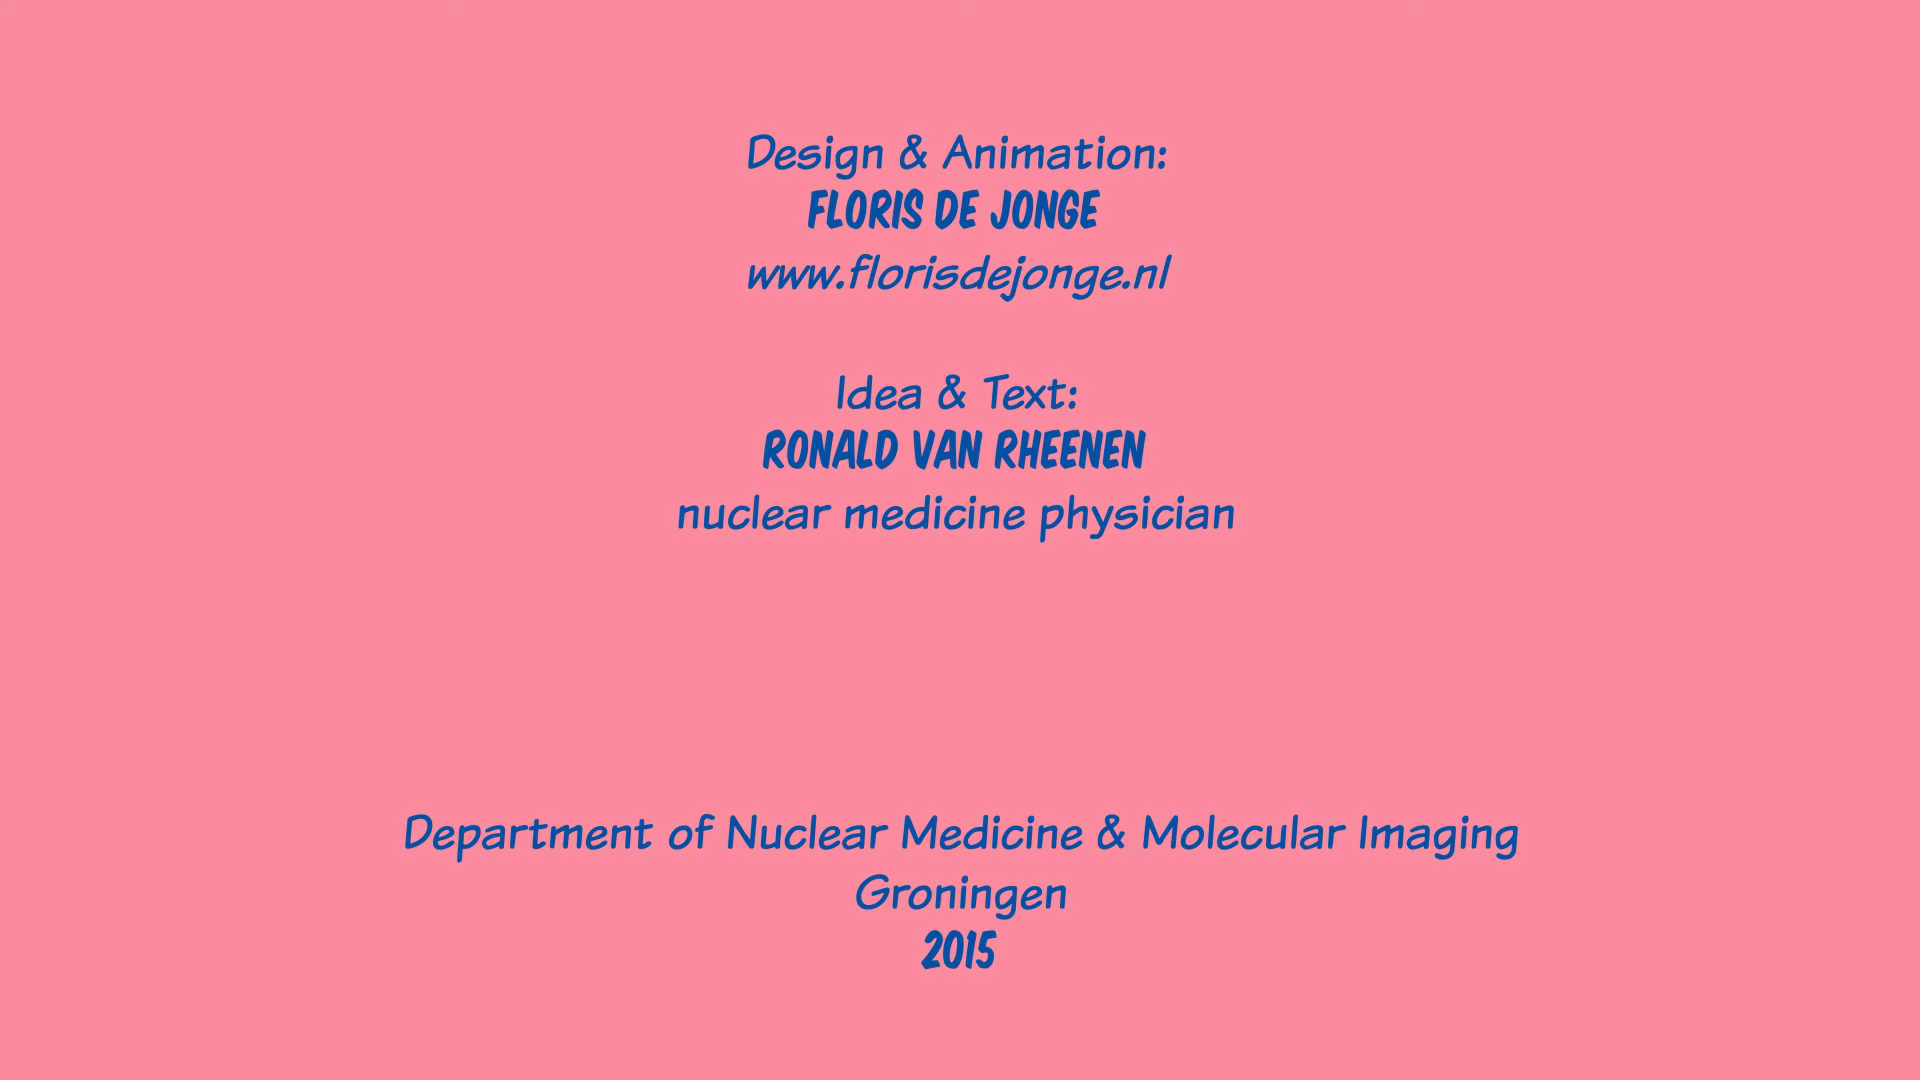 Design & Animation:
FLORIS DE JONGE
www.florisdejonge.nl
Idea & Text:
RONALD VAN RHEENEN
nuclear medicine physician
Department of Nuclear Medicine & Molecular Imaging
Groningen
2015